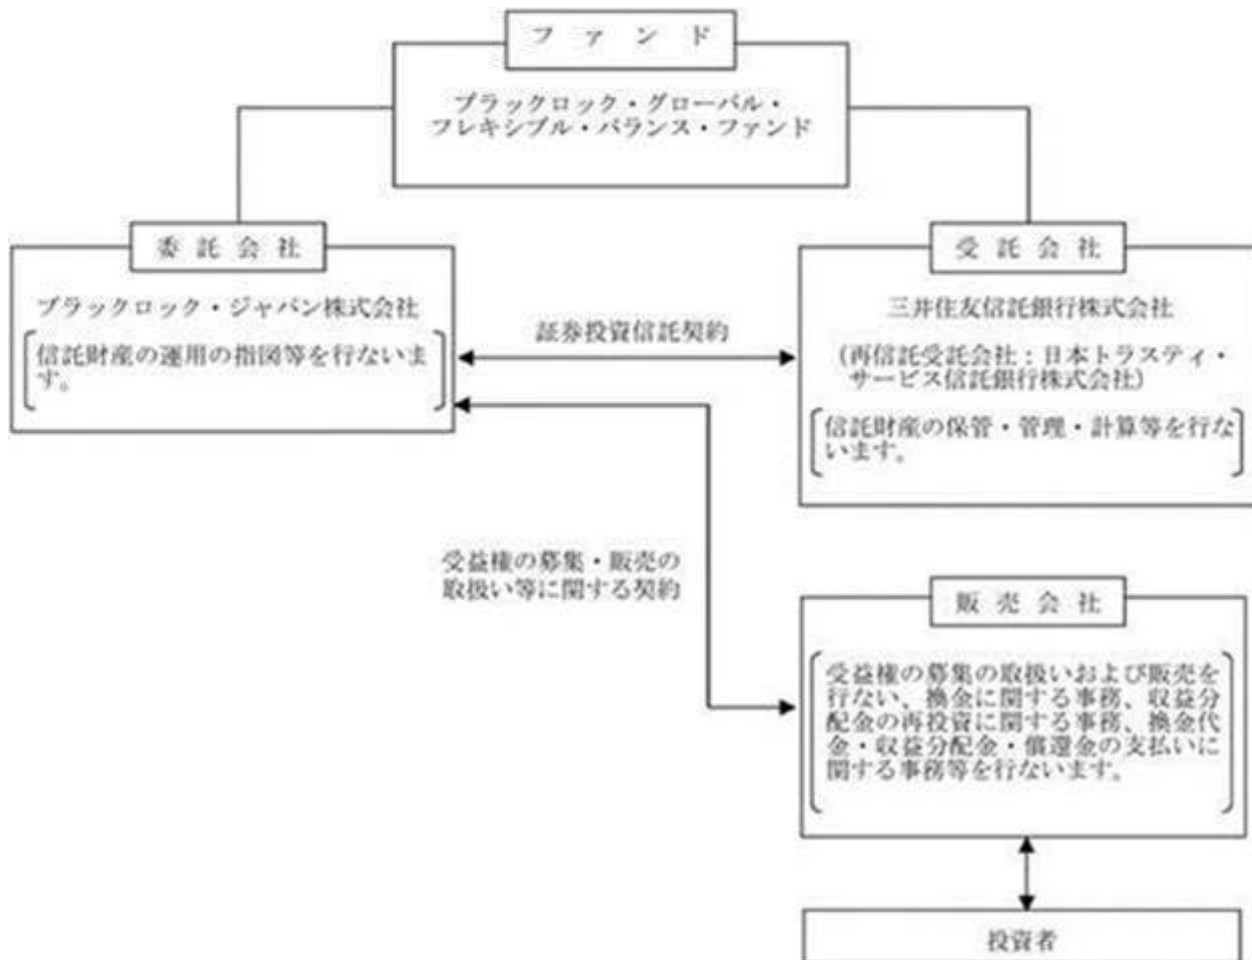 ファンド
ブラックロック・グローバル・
フレキシブル・バランス・ファンド
委託会社
ブラックロック・ジャパン株式会社
信託財産の運用の指図等を行ないま
す。
証券投資信託契約
受託会社
三井住友信託銀行株式会社
(再信託受託会社:日本トラスティ・
サービス信託銀行株式会社)
信託財産の保管・管理・計算等を行な
います。
受益権の募集・販売の
取扱い等に関する契約
販売会社
受益権の募集の取扱いおよび販売を
行ない、換金に関する事務、収益分
配金の再投資に関する事務、換金代
金・収益分配金・償還金の支払いに
関する事務等を行ないます。
投資者